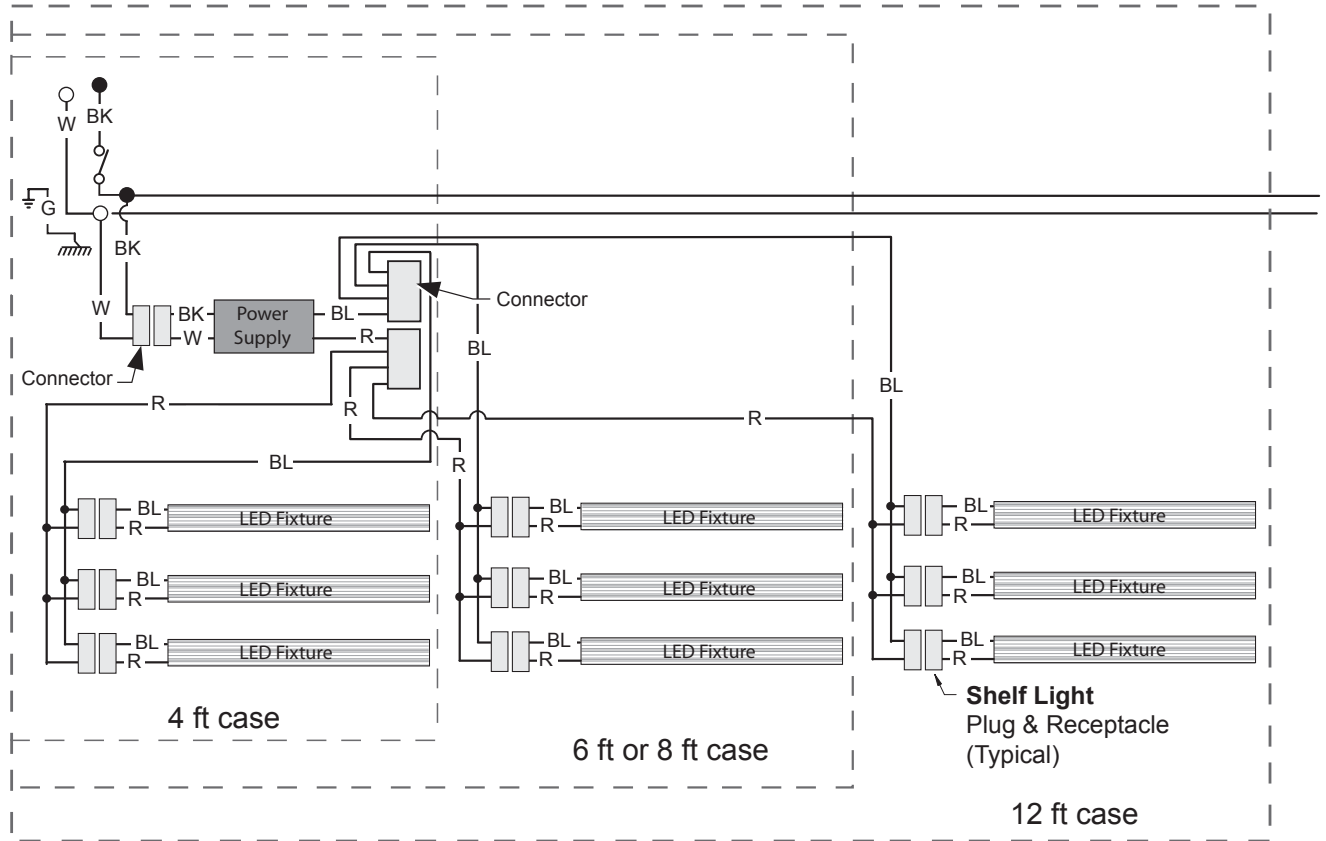 W
BK
G
BK
W
BK
W
Power
Supply
BL
R
Connector
Connector
BL
BL
R
R
R
R
BL
BL
R
LED Fixture
BL
R
LED Fixture
BL
R
LED Fixture
BL
R
LED Fixture
BL
R
LED Fixture
BL
R
LED Fixture
BL
R
LED Fixture
BL
R
LED Fixture
BL
R
LED Fixture
4 ft case
6 ft or 8 ft case
Shelf Light
Plug & Receptacle
(Typical)
12 ft case